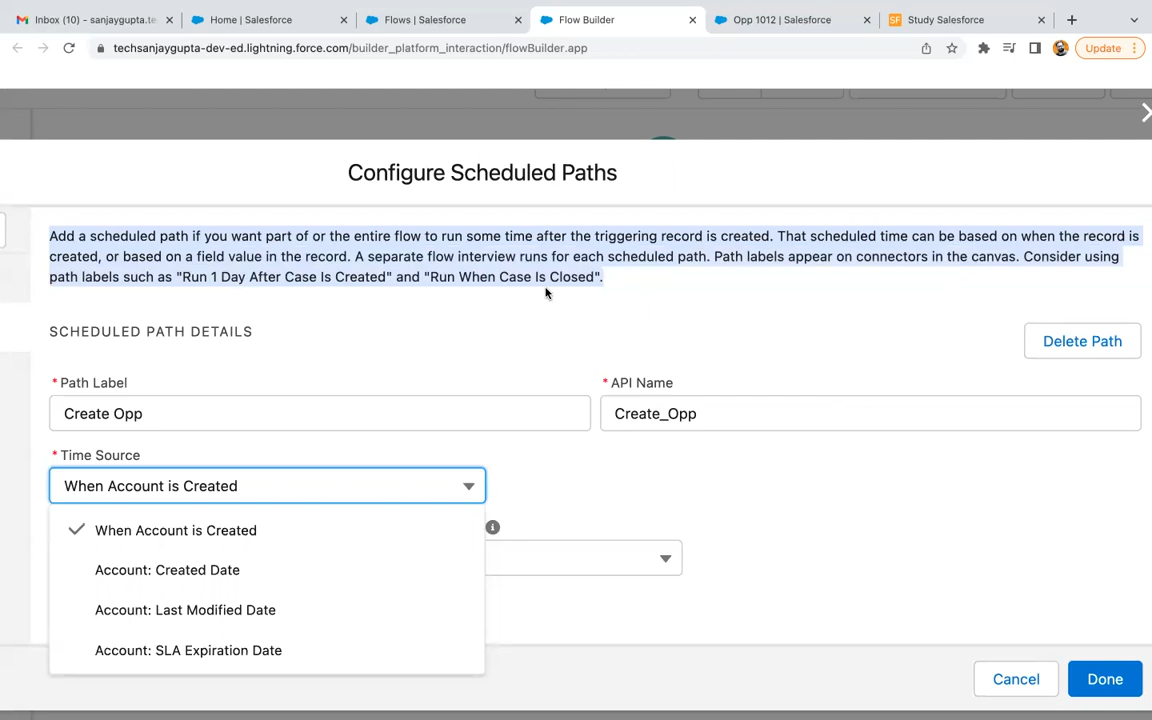 Inbox (10) - sanjaygupta.te
Home | Salesforce
Flows | Salesforce
Flow Builder
Opp 1012 | Salesforce
SF
Study Salesforce
techsanjaygupta-dev-ed.lightning.force.com/builder_platform_interaction/flowBuilder.app
Update
Configure Scheduled Paths
Add a scheduled path if you want part of or the entire flow to run some time after the triggering record is created. That scheduled time can be based on when the record is
created, or based on a field value in the record. A separate flow interview runs for each scheduled path. Path labels appear on connectors in the canvas. Consider using
path labels such as "Run 1 Day After Case Is Created" and "Run When Case Is Closed".
SCHEDULED PATH DETAILS
Delete Path
* Path Label
* API Name
Create Opp
Create_Opp
* Time Source
When Account is Created
When Account is Created
Account: Created Date
Account: Last Modified Date
Account: SLA Expiration Date
Cancel
Done